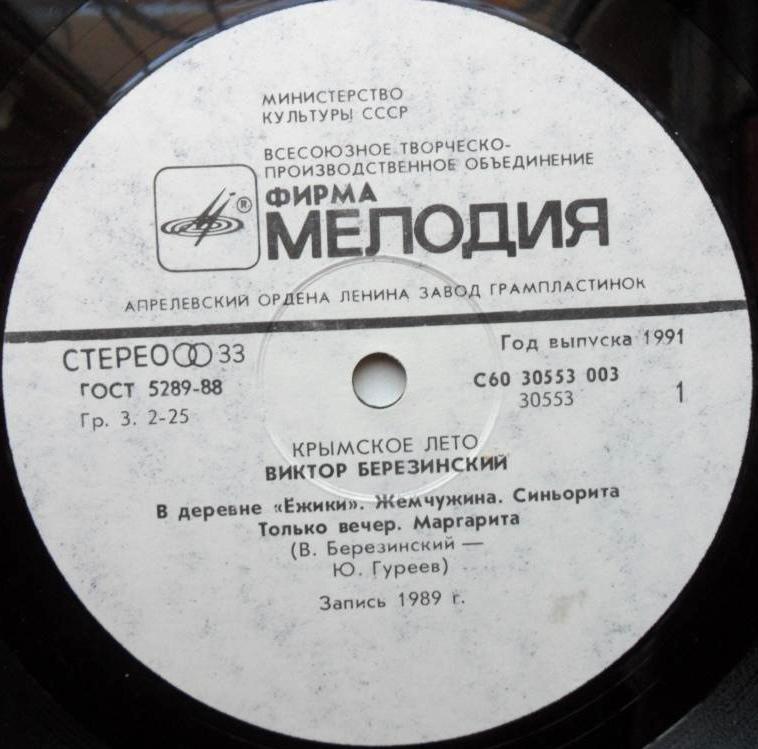 МИНИСТЕРСТВО
КУЛЬТУРЫ СССР
ВСЕСОЮЗНОЕ ТВОРЧЕСКО-
ПРОИЗВОДСТВЕННОЕ ОБЪЕДИНЕНИЕ
®
ФИРМА
МЕЛОДИЯ
АПРЕЛЕВСКИЙ ОРДЕНА ЛЕНИНА ЗАВОД ГРАМПЛАСТИНОК
СТЕРЕО 33
Год выпуска 1991
ГОСТ 5289-88
С60 30553 003
Гр. 3. 2-25
30553
1
КРЫМСКОЕ ЛЕТО
ВИКТОР БЕРЕЗИНСКИЙ
В деревне «Ёжики». Жемчужина. Синьорита
Только вечер. Маргарита
(В. Березинский —
Ю. Гуреев)
Запись 1989 г.